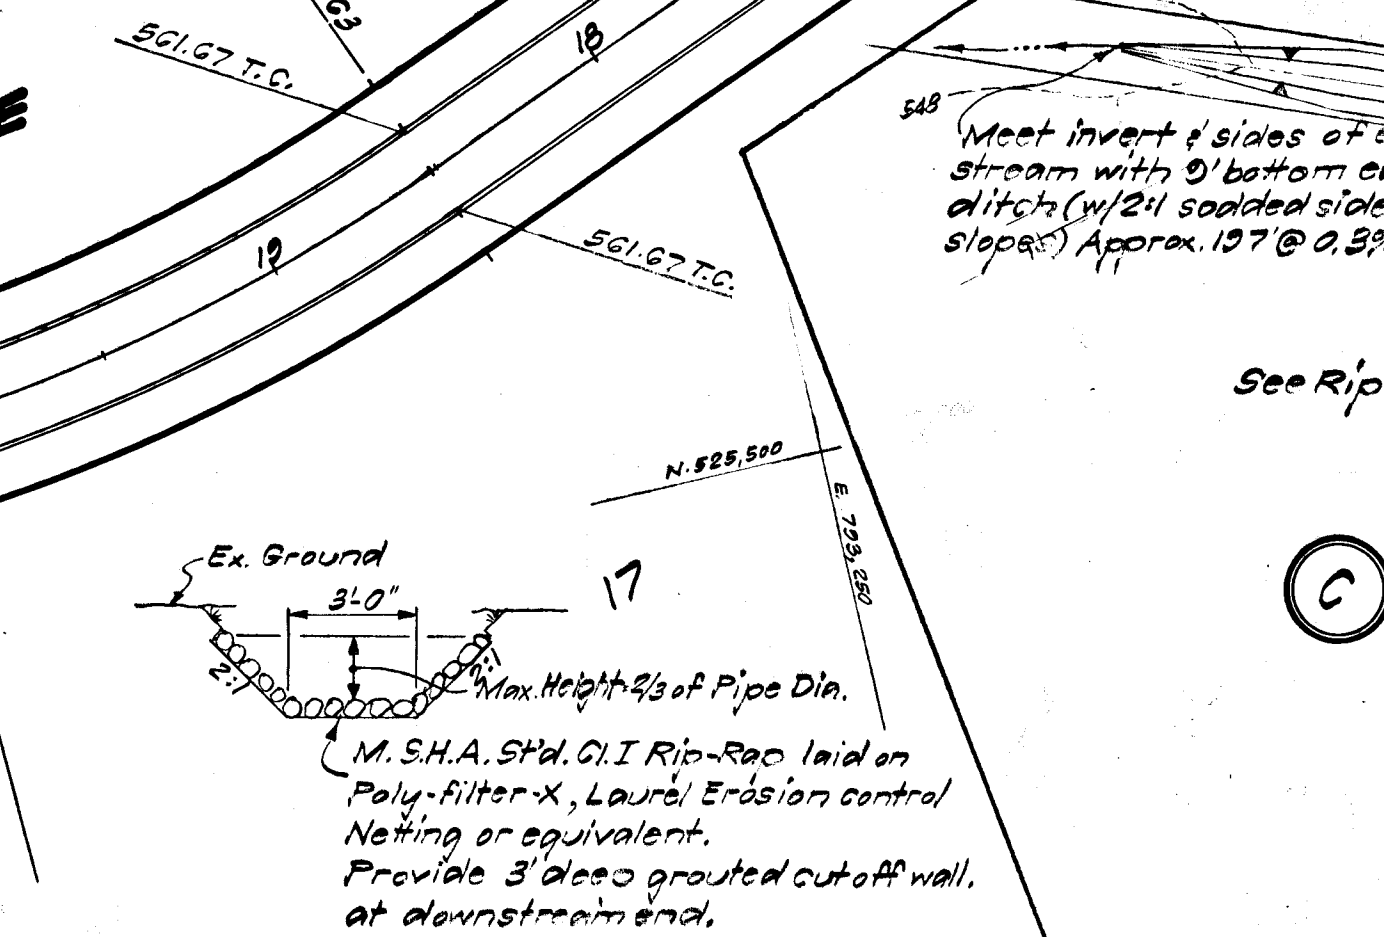 63
561.67 T.C.
18
548
Meet invert & sides of
stream with 9' bottom
ditch (w/2:1 sodded side
slopes) Approx. 197' @ 0.3%
19
561.67 T.C.
See Rip
N. 525,500
E. 793,250
C
17
Ex. Ground
3'-0"
2:1
2:1
Max. Height 2/3 of Pipe Dia.
M.S.H.A. St'd. Cl. I Rip-Rap laid on
Poly-filter-X, Laurel Erosion control
Netting or equivalent.
Provide 3' deep grouted cutoff wall.
at downstream end.